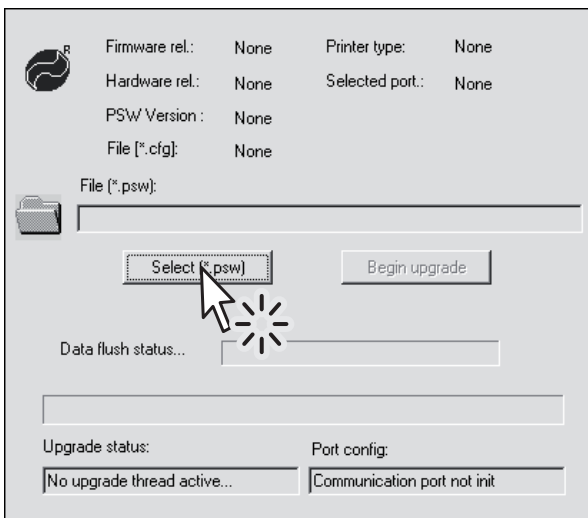 R
Firmware rel.: None Printer type: None
Hardware rel.: None Selected port.: None
PSW Version : None
File [*.cfg]: None
File (*.psw):
Select (*.psw) Begin upgrade
Data flush status...
Upgrade status: Port config:
No upgrade thread active... Communication port not init